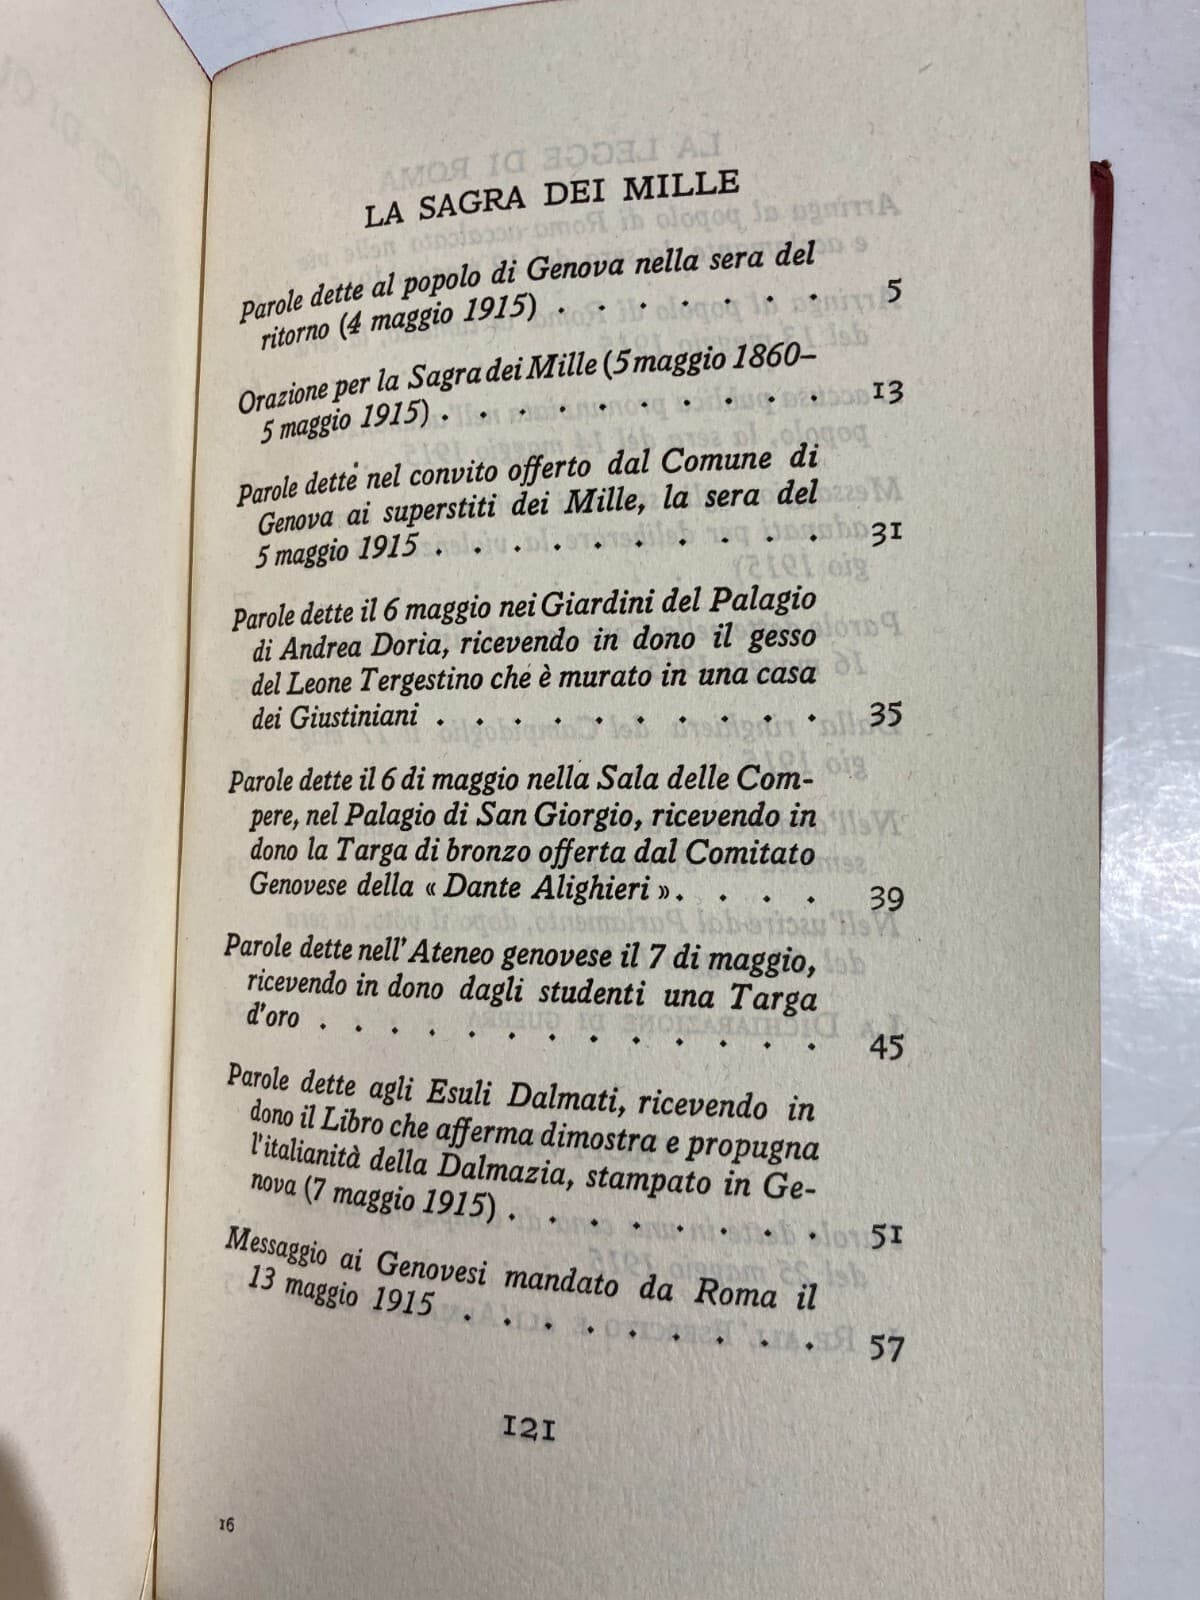 LA SAGRA DEI MILLE
Parole dette al popolo di Genova nella sera del
ritorno (4 maggio 1915) . . . . . . . 5
Orazione per la Sagra dei Mille (5 maggio 1860–
5 maggio 1915) . . . . . . . . . . 13
Parole dette nel convito offerto dal Comune di
Genova ai superstiti dei Mille, la sera del
5 maggio 1915 . . . . . . . . . . 31
Parole dette il 6 maggio nei Giardini del Palagio
di Andrea Doria, ricevendo in dono il gesso
del Leone Tergestino che è murato in una casa
dei Giustiniani . . . . . . . . . . 35
Parole dette il 6 di maggio nella Sala delle Com-
pere, nel Palagio di San Giorgio, ricevendo in
dono la Targa di bronzo offerta dal Comitato
Genovese della « Dante Alighieri ». . . . 39
Parole dette nell' Ateneo genovese il 7 di maggio,
ricevendo in dono dagli studenti una Targa
d'oro . . . . . . . . . . . . . 45
Parole dette agli Esuli Dalmati, ricevendo in
dono il Libro che afferma dimostra e propugna
l'italianità della Dalmazia, stampato in Ge-
nova (7 maggio 1915) . . . . . . . . 51
Messaggio ai Genovesi mandato da Roma il
13 maggio 1915 . . . . . . . . . 57
121
16